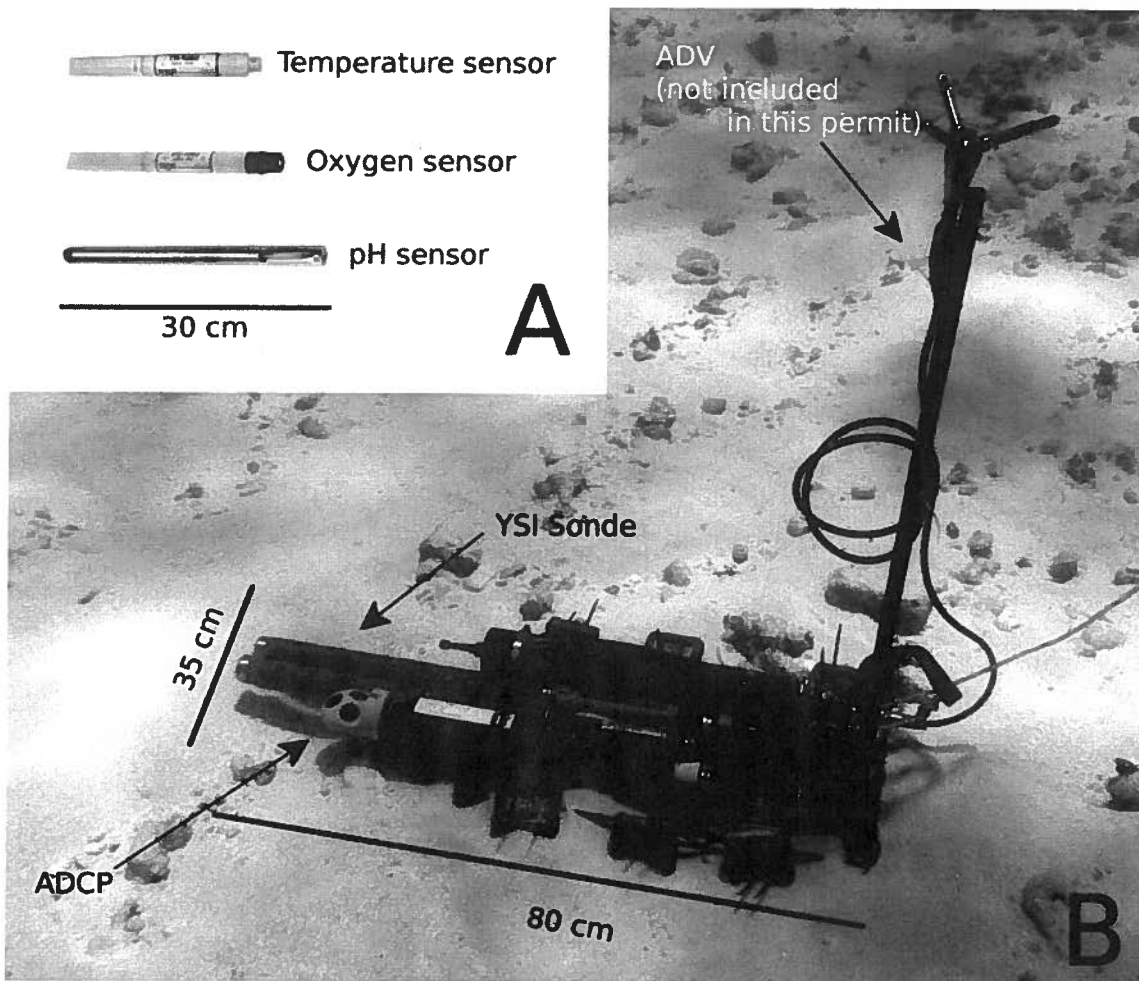 Temperature sensor
Oxygen sensor
pH sensor
30 cm
A
ADV
(not included
in this permit)
YSI Sonde
35 cm
ADCP
80 cm
B